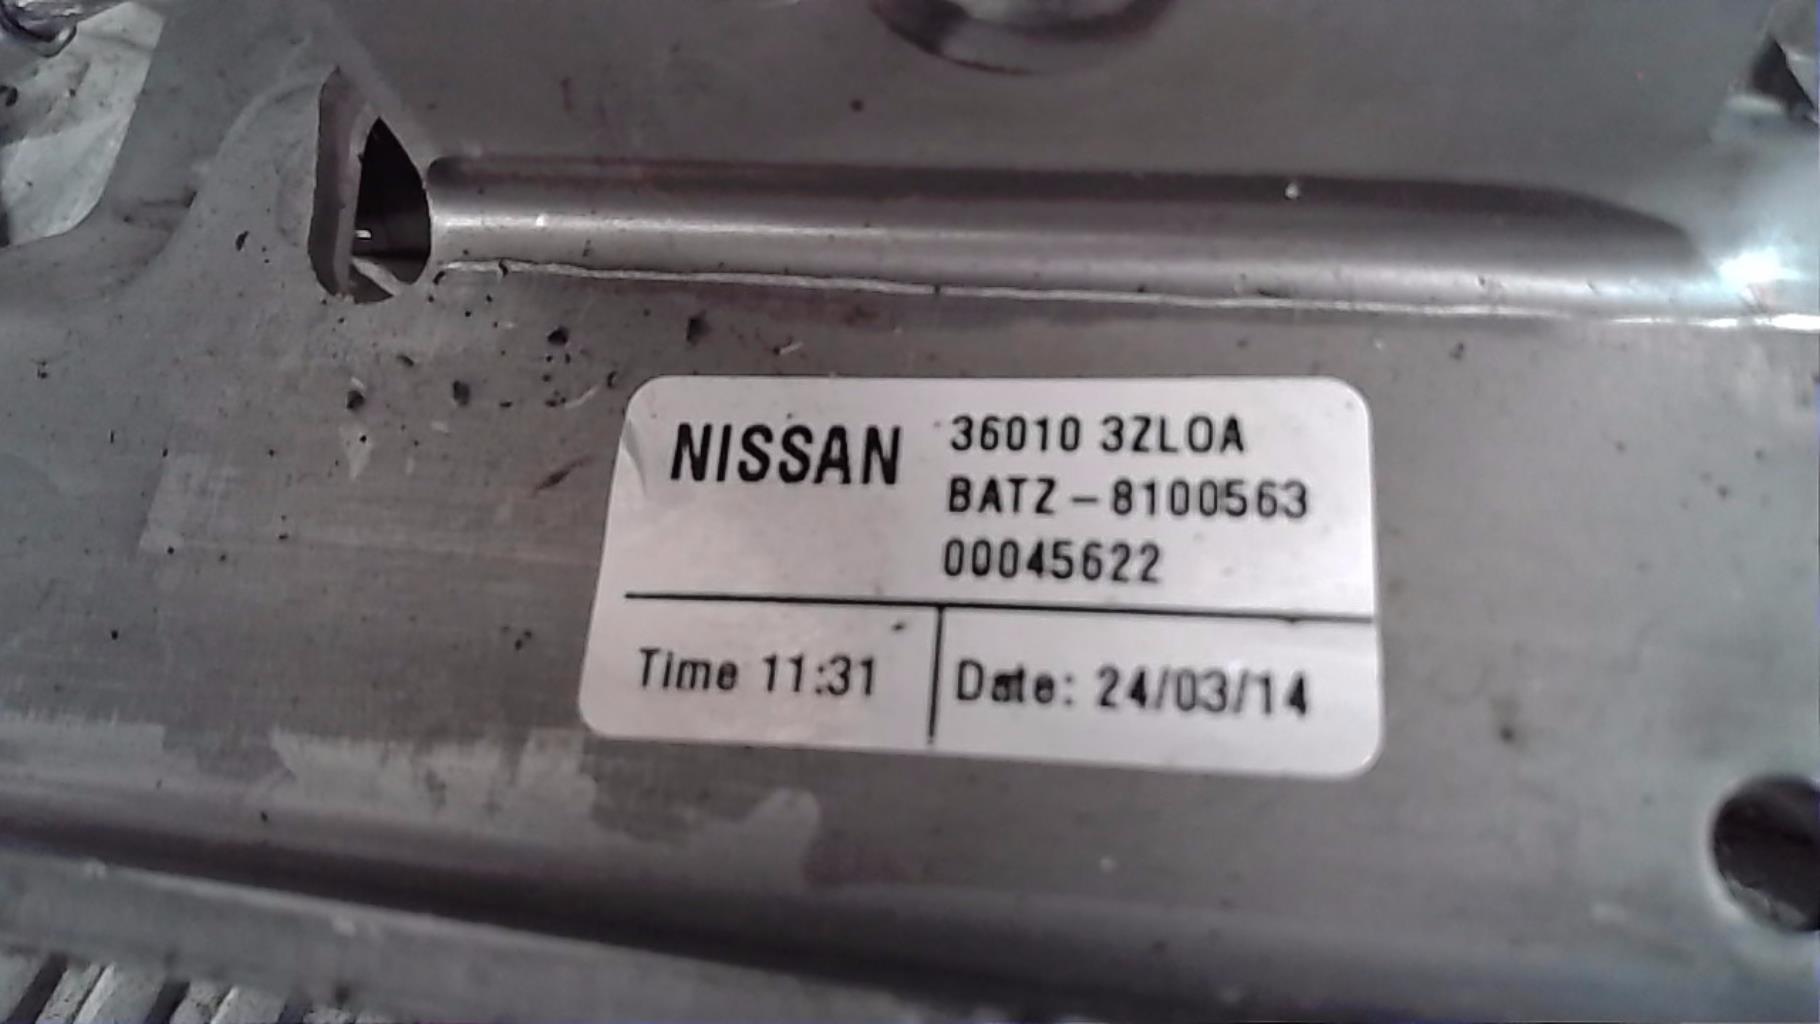 NISSAN
36010 3ZL0A
BATZ-8100563
00045622
Time 11:31
Date: 24/03/14